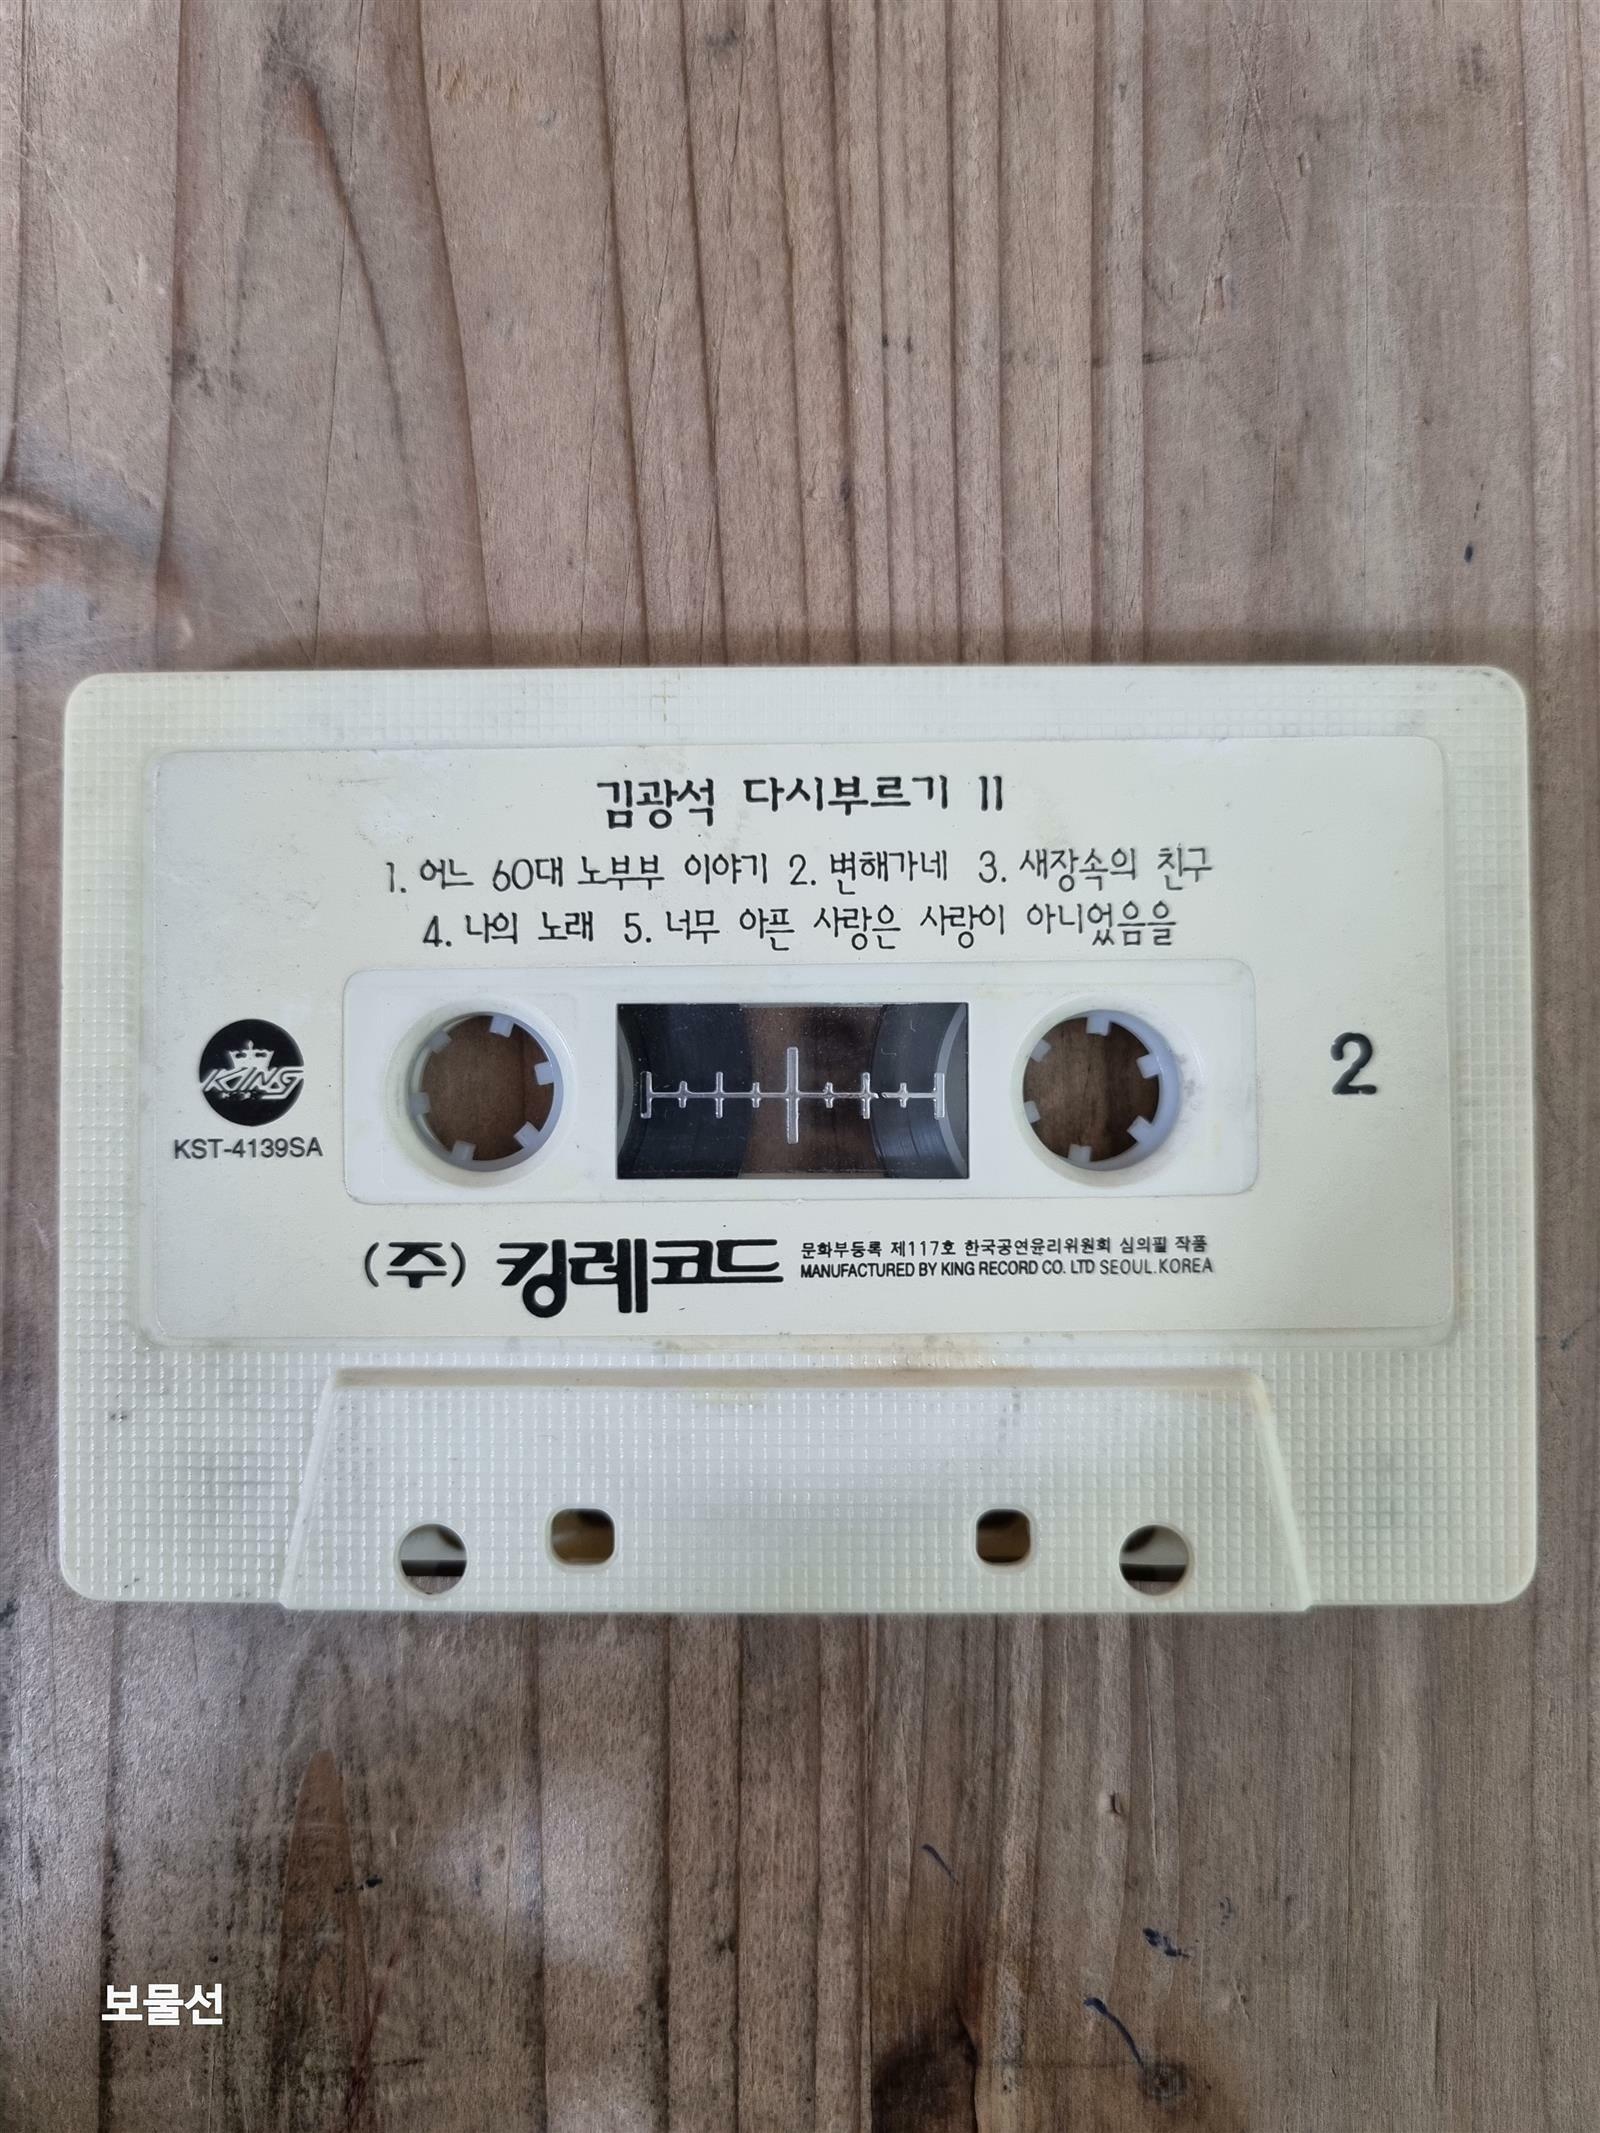 김광석 다시부르기 II
1. 어느 60대 노부부 이야기 2. 변해가네 3. 새장속의 친구
4. 나의 노래 5. 너무 아픈 사랑은 사랑이 아니었음을
KING
KST-4139SA
2
(주) 킹레코드
문화부등록 제117호 한국공연윤리위원회 심의필 작품
MANUFACTURED BY KING RECORD CO. LTD SEOUL.KOREA
보물선